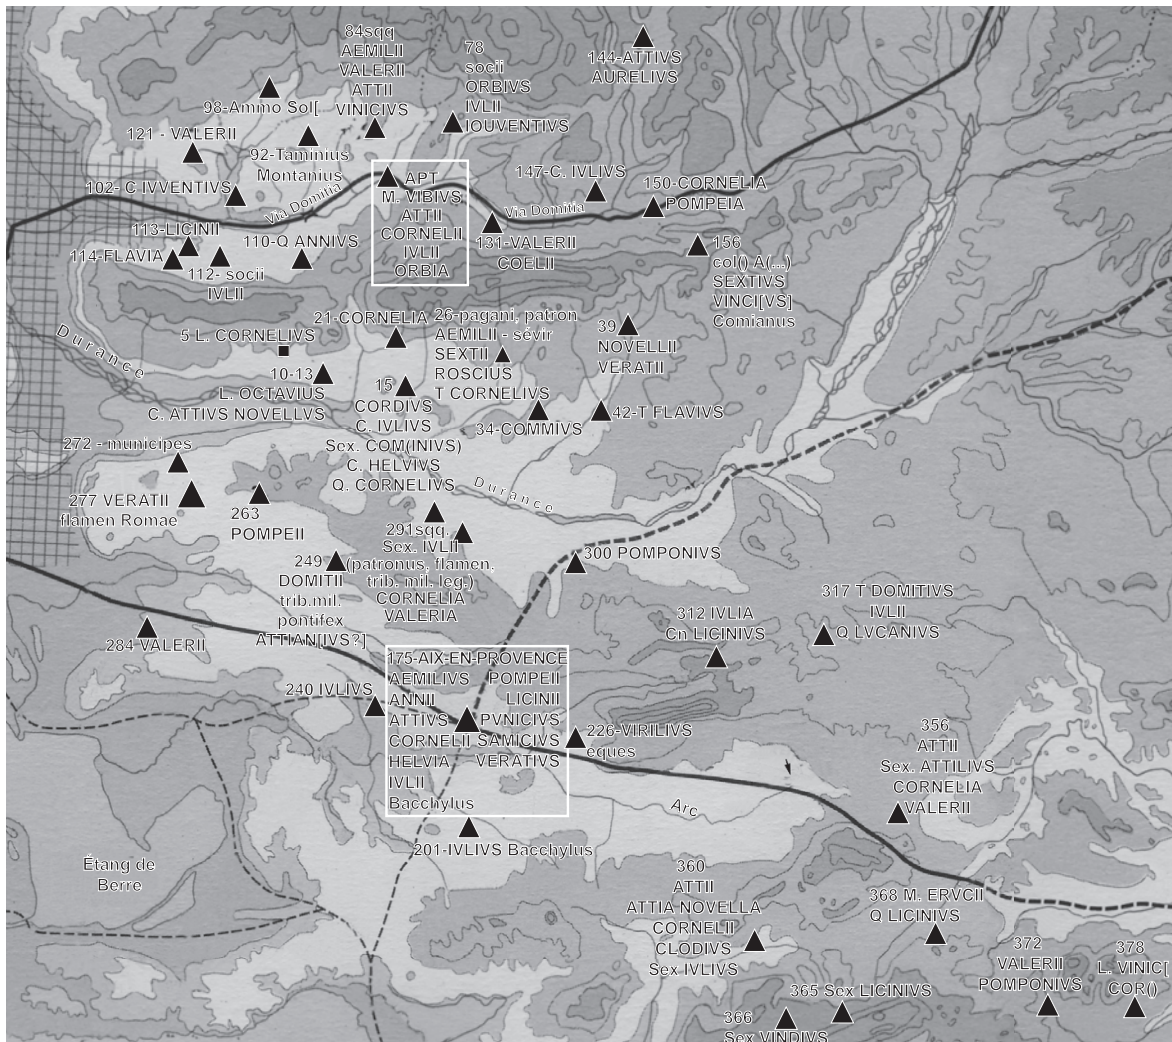 84sqq
AEMILII
VALERII
ATTII
VINICIVS
78
socii
ORBIVS
IVLII
IOUVENTIVS
144-ATTIVS
AURELIVS
98-Ammo Sol[
121 - VALERII
92-Taminius
Montanius
102- C IVVENTIVS
Via Domitia
APT
M. VIBIVS
ATTII
CORNELII
IVLII
ORBIA
147-C. IVLIVS
150-CORNELIA
POMPEIA
Via Domitia
131-VALERII
COELII
113-LICINII
114-FLAVIA
112- socii
IVLII
110-Q ANNIVS
156
col() A(...)
SEXTIVS
VINCI[VS]
Comianus
Durance
5 L. CORNELIVS
21-CORNELIA
26-pagani, patron
AEMILII - sévir
SEXTII
ROSCIUS
T CORNELIVS
39
NOVELLII
VERATII
10-13
L. OCTAVIUS
C. ATTIVS NOVELLVS
15
CORDIVS
C. IVLIVS
Sex. COM(INIVS)
C. HELVIVS
Q. CORNELIVS
34-COMMIVS
42-T FLAVIVS
272 - municipes
277 VERATII
flamen Romae
263
POMPEII
Durance
291sqq.
Sex. IVLII
(patronus, flamen,
trib. mil. leg.)
CORNELIA
VALERIA
249
DOMITII
trib.mil.
pontifex
ATTIAN[IVS?]
300 POMPONIVS
284 VALERII
312 IVLIA
Cn LICINIVS
317 T DOMITIVS
IVLII
Q LVCANIVS
240 IVLIVS
175-AIX-EN-PROVENCE
AEMILIVS POMPEII
ANNII LICINII
ATTIVS PVNICIVS
CORNELII SAMICIVS
HELVIA VERATIVS
IVLII
Bacchylus
226-VIRILIVS
eques
Arc
356
ATTII
Sex. ATTILIVS
CORNELIA
VALERII
201-IVLIVS Bacchylus
Étang de
Berre
360
ATTII
ATTIA NOVELLA
CORNELII
CLODIVS
Sex IVLIVS
368 M. ERVCII
Q LICINIVS
372
VALERII
POMPONIVS
378
L. VINIC[
COR()
365 Sex LICINIVS
366
Sex VINDIVS